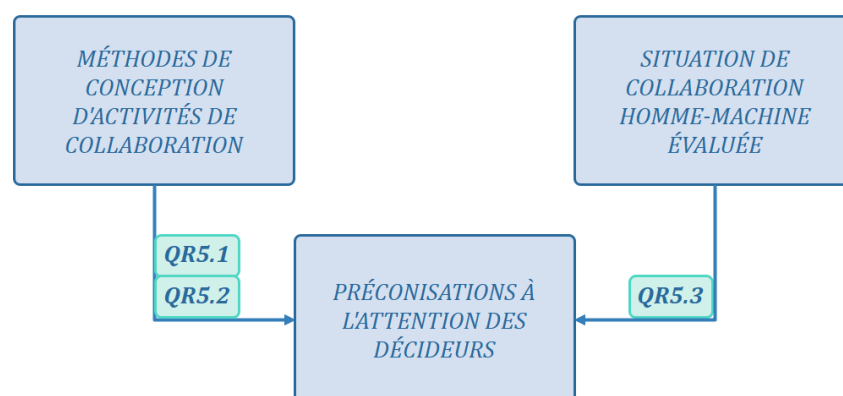 MÉTHODES DE
CONCEPTION
D'ACTIVITÉS DE
COLLABORATION
SITUATION DE
COLLABORATION
HOMME-MACHINE
ÉVALUÉE
QR5.1
QR5.2
PRÉCONISATIONS À
L'ATTENTION DES
DÉCIDEURS
QR5.3